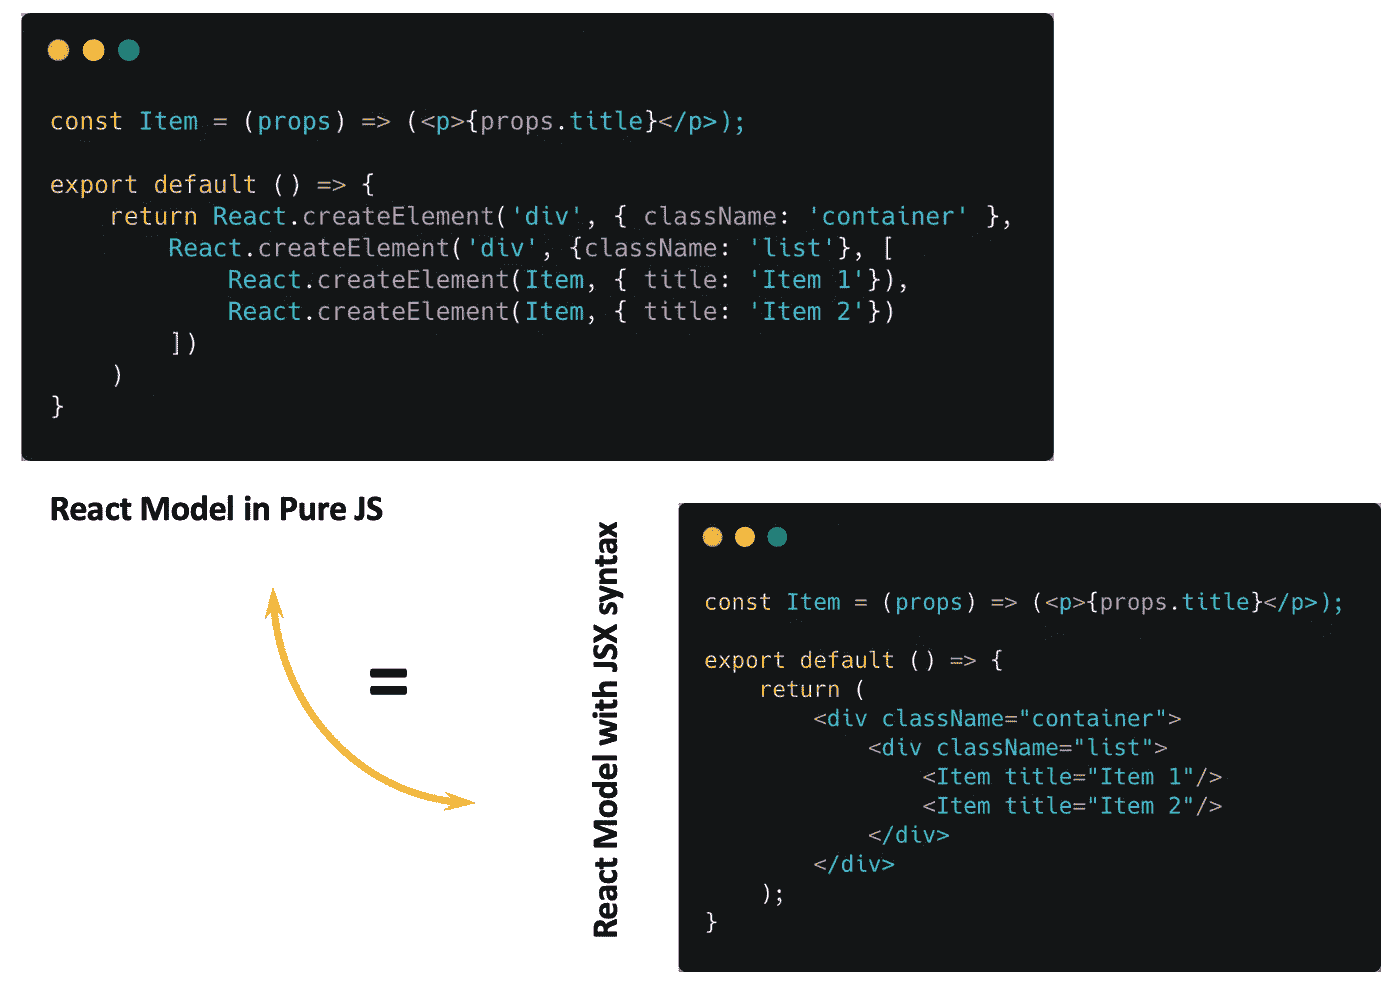 const Item = (props) => (<p>{props.title}</p>);
export default () => {
    return React.createElement('div', { className: 'container' },
        React.createElement('div', {className: 'list'}, [
            React.createElement(Item, { title: 'Item 1'}),
            React.createElement(Item, { title: 'Item 2'})
        ])
    )
}
React Model in Pure JS
=
React Model with JSX syntax
const Item = (props) => (<p>{props.title}</p>);
export default () => {
    return (
        <div className="container">
            <div className="list">
                <Item title="Item 1"/>
                <Item title="Item 2"/>
            </div>
        </div>
    );
}